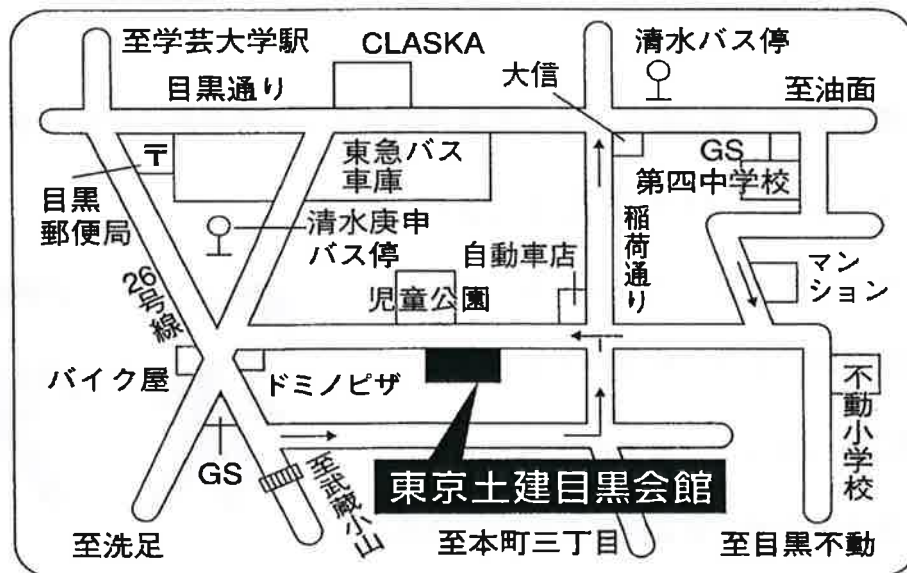 至学芸大学駅
CLASKA
清水バス停
目黒通り
大信
至油面
〒
東急バス
車庫
GS
第四中学校
目黒
郵便局
清水庚申
バス停
自動車店
稲荷通り
マン
ション
26号線
児童公園
バイク屋
ドミノピザ
不動小学校
GS
至武蔵小山
東京土建目黒会館
至洗足
至本町三丁目
至目黒不動